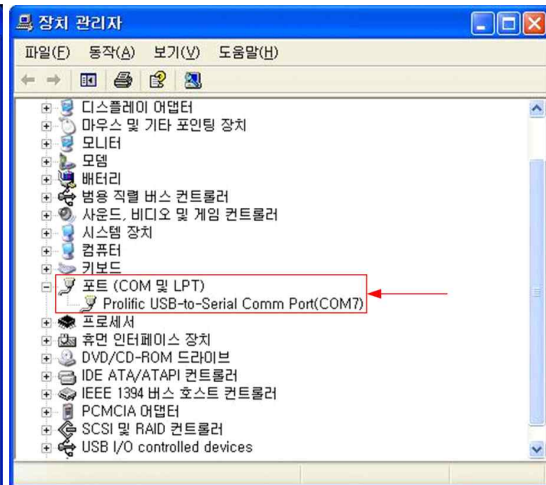 장치 관리자
파일(F) 동작(A) 보기(V) 도움말(H)
디스플레이 어댑터
마우스 및 기타 포인팅 장치
모니터
모뎀
배터리
범용 직렬 버스 컨트롤러
사운드, 비디오 및 게임 컨트롤러
시스템 장치
컴퓨터
키보드
포트 (COM 및 LPT)
Prolific USB-to-Serial Comm Port(COM7)
프로세서
휴먼 인터페이스 장치
DVD/CD-ROM 드라이브
IDE ATA/ATAPI 컨트롤러
IEEE 1394 버스 호스트 컨트롤러
PCMCIA 어댑터
SCSI 및 RAID 컨트롤러
USB I/O controlled devices